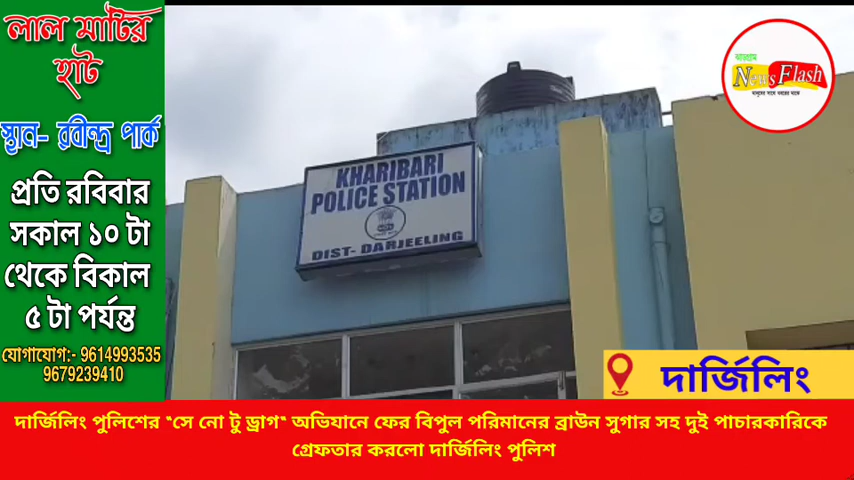 লাল মাটির
হাট
স্থান- রবীন্দ্র পার্ক
প্রতি রবিবার
সকাল ১০ টা
থেকে বিকাল
৫ টা পর্যন্ত
যোগাযোগ:- 9614993535
9679239410
KHARIBARI
POLICE STATION
DIST- DARJEELING
News Flash
দার্জিলিং
দার্জিলিং পুলিশের "সে নো টু ড্রাগ" অভিযানে ফের বিপুল পরিমানের ব্রাউন সুগার সহ দুই পাচারকারিকে
গ্রেফতার করলো দার্জিলিং পুলিশ